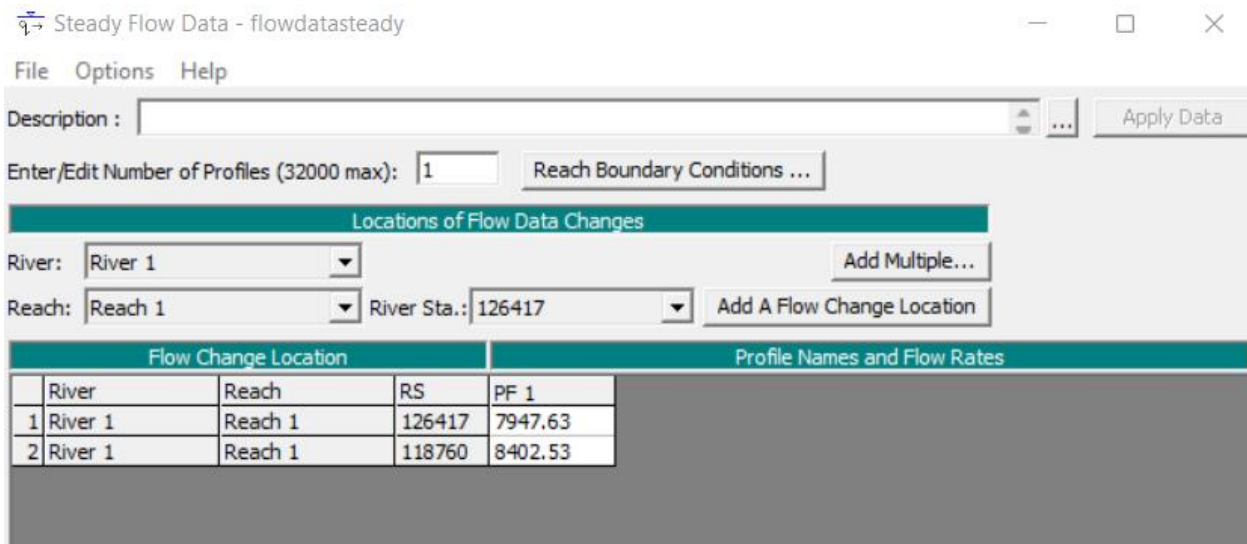 Steady Flow Data - flowdatasteady
File Options Help
Description : ... Apply Data
Enter/Edit Number of Profiles (32000 max): 1 Reach Boundary Conditions ...
Locations of Flow Data Changes
River: River 1 Add Multiple...
Reach: Reach 1 River Sta.: 126417 Add A Flow Change Location
Flow Change Location Profile Names and Flow Rates
River Reach RS PF 1
1 River 1 Reach 1 126417 7947.63
2 River 1 Reach 1 118760 8402.53